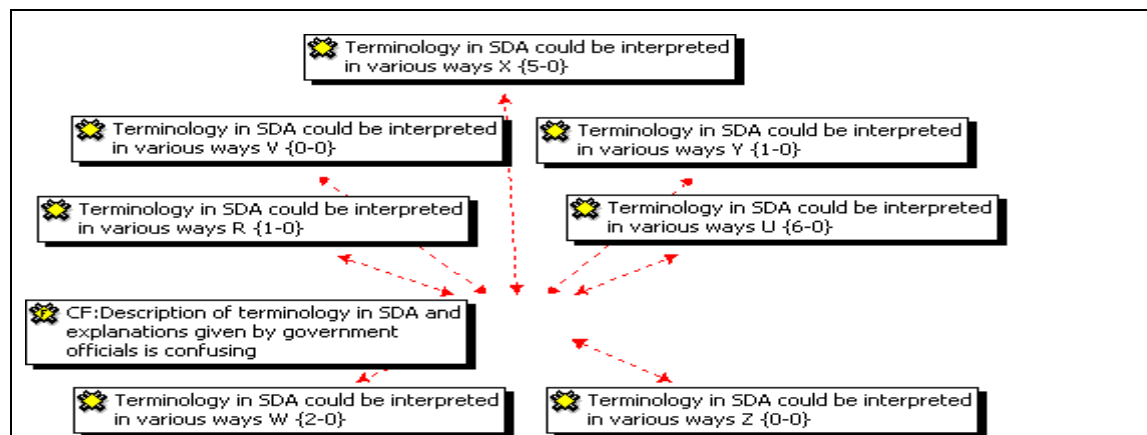 Terminology in SDA could be interpreted
in various ways X {5-0}
Terminology in SDA could be interpreted
in various ways V {0-0}
Terminology in SDA could be interpreted
in various ways Y {1-0}
Terminology in SDA could be interpreted
in various ways R {1-0}
Terminology in SDA could be interpreted
in various ways U {6-0}
CF:Description of terminology in SDA and
explanations given by government
officials is confusing
Terminology in SDA could be interpreted
in various ways W {2-0}
Terminology in SDA could be interpreted
in various ways Z {0-0}